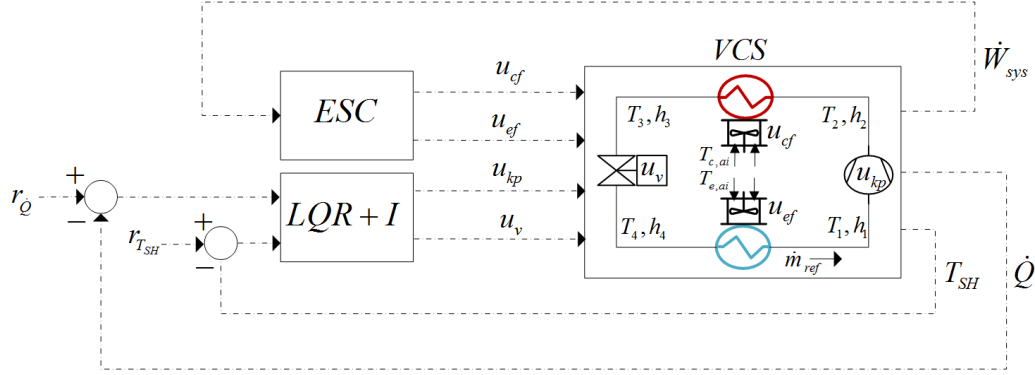 VCS
Ẇ_sys
ESC
u_cf
u_ef
T_3, h_3
T_2, h_2
u_cf
T_c,ai
T_e,ai
u_v
u_kp
u_ef
T_4, h_4
T_1, h_1
ṁ_ref
r_Q̇
+
−
r_T_SH
+
−
LQR + I
u_kp
u_v
T_SH
Q̇